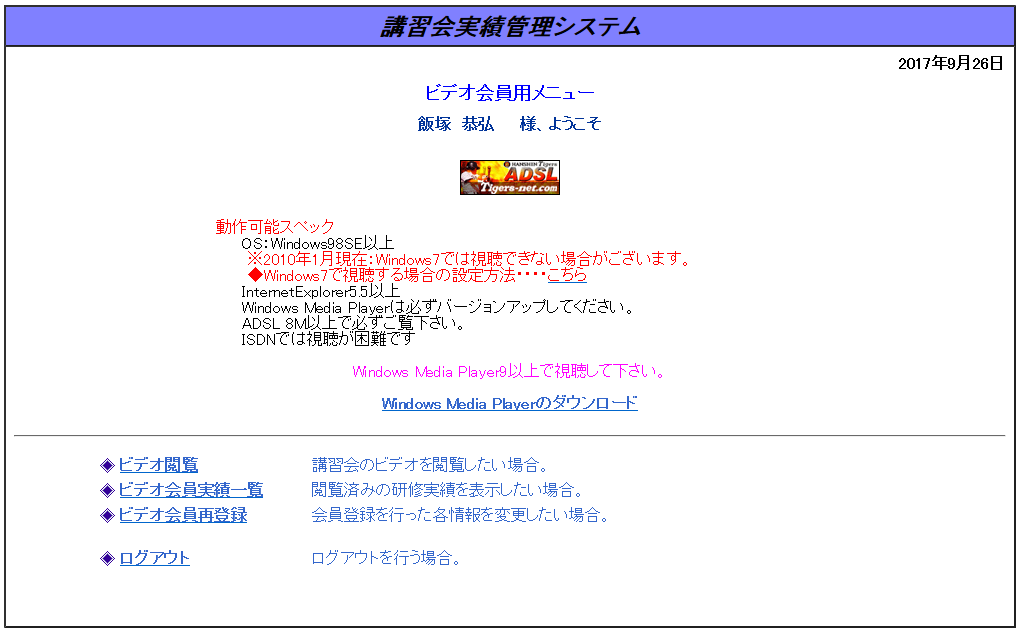 講習会実績管理システム
2017年9月26日
ビデオ会員用メニュー
飯塚 恭弘 様、ようこそ
HANSHIN Tigers
ADSL
Tigers-net.com
動作可能スペック
OS:Windows98SE以上
※2010年1月現在:Windows7では視聴できない場合がございます。
◆Windows7で視聴する場合の設定方法・・・・こちら
InternetExplorer5.5以上
Windows Media Playerは必ずバージョンアップしてください。
ADSL 8M以上で必ずご覧下さい。
ISDNでは視聴が困難です
Windows Media Player9以上で視聴して下さい。
Windows Media Playerのダウンロード
◈ ビデオ閲覧 講習会のビデオを閲覧したい場合。
◈ ビデオ会員実績一覧 閲覧済みの研修実績を表示したい場合。
◈ ビデオ会員再登録 会員登録を行った各情報を変更したい場合。
◈ ログアウト ログアウトを行う場合。